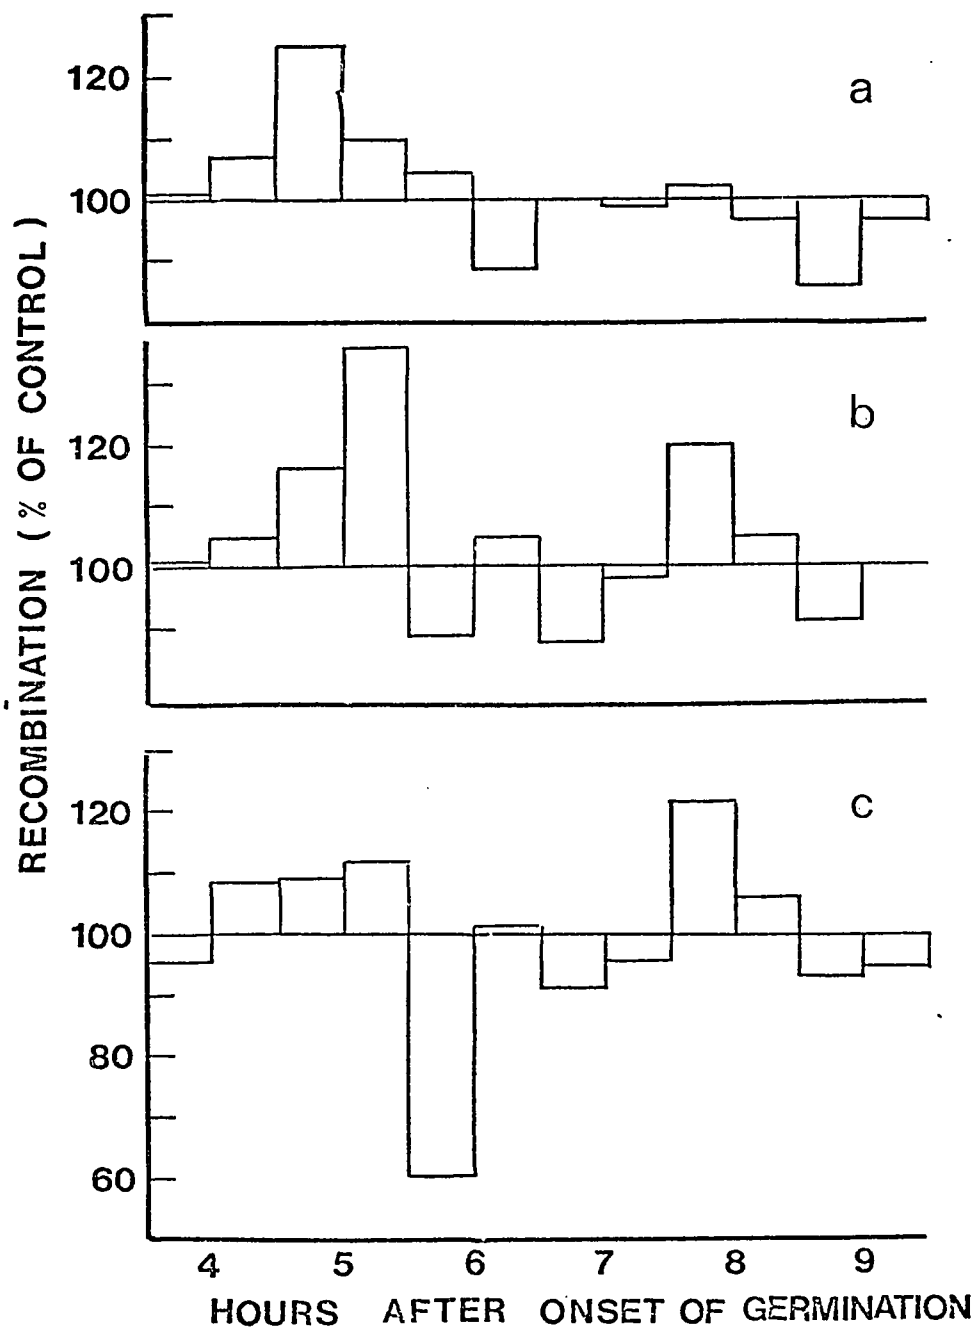 RECOMBINATION (% OF CONTROL)
a
120
100
b
120
100
c
120
100
80
60
4 5 6 7 8 9
HOURS AFTER ONSET OF GERMINATION